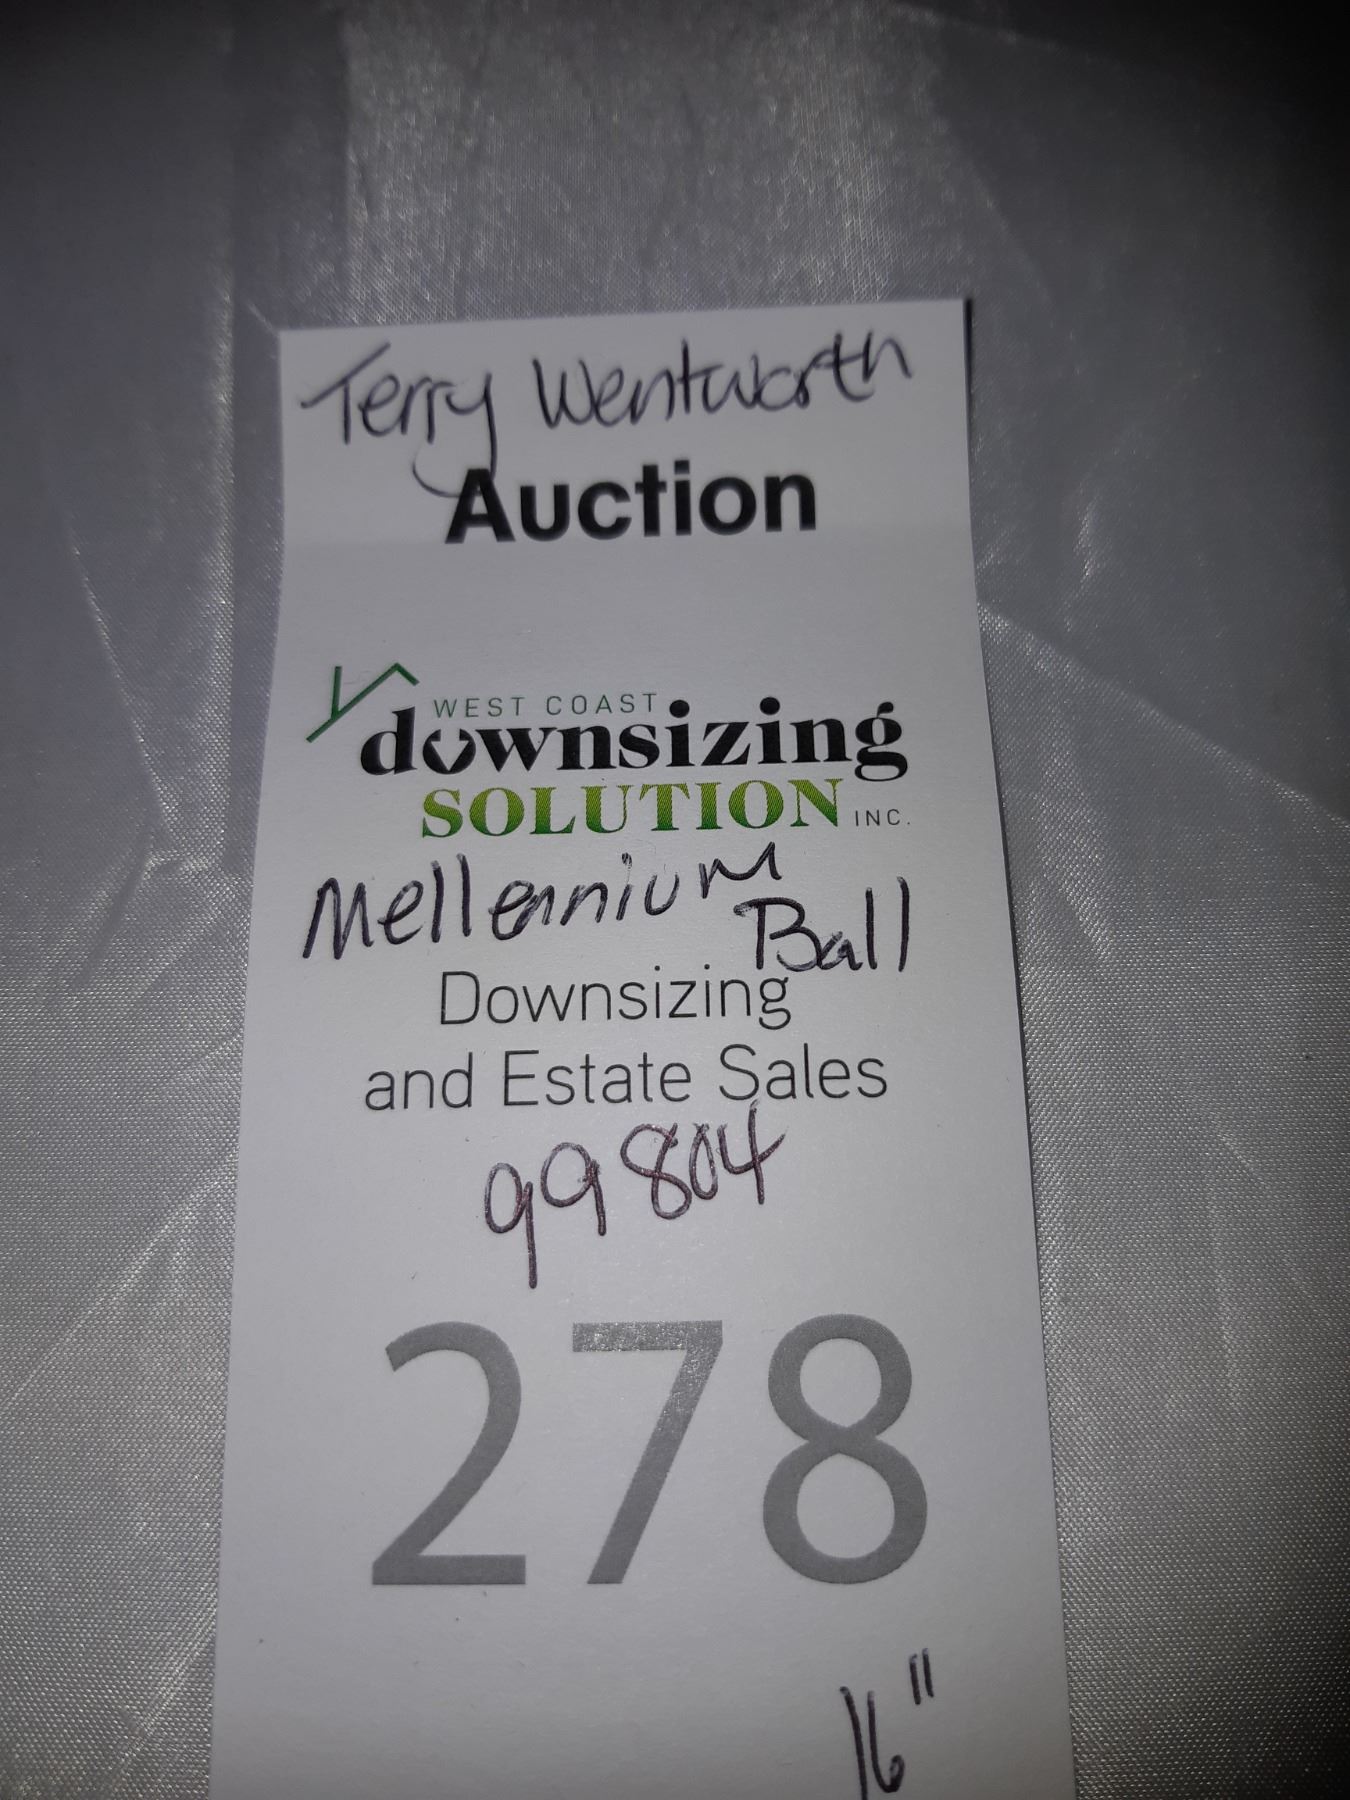 Terry Wentworth
Auction
WEST COAST
downsizing
SOLUTION INC.
Mellennium
Ball
Downsizing
and Estate Sales
99804
278
16"